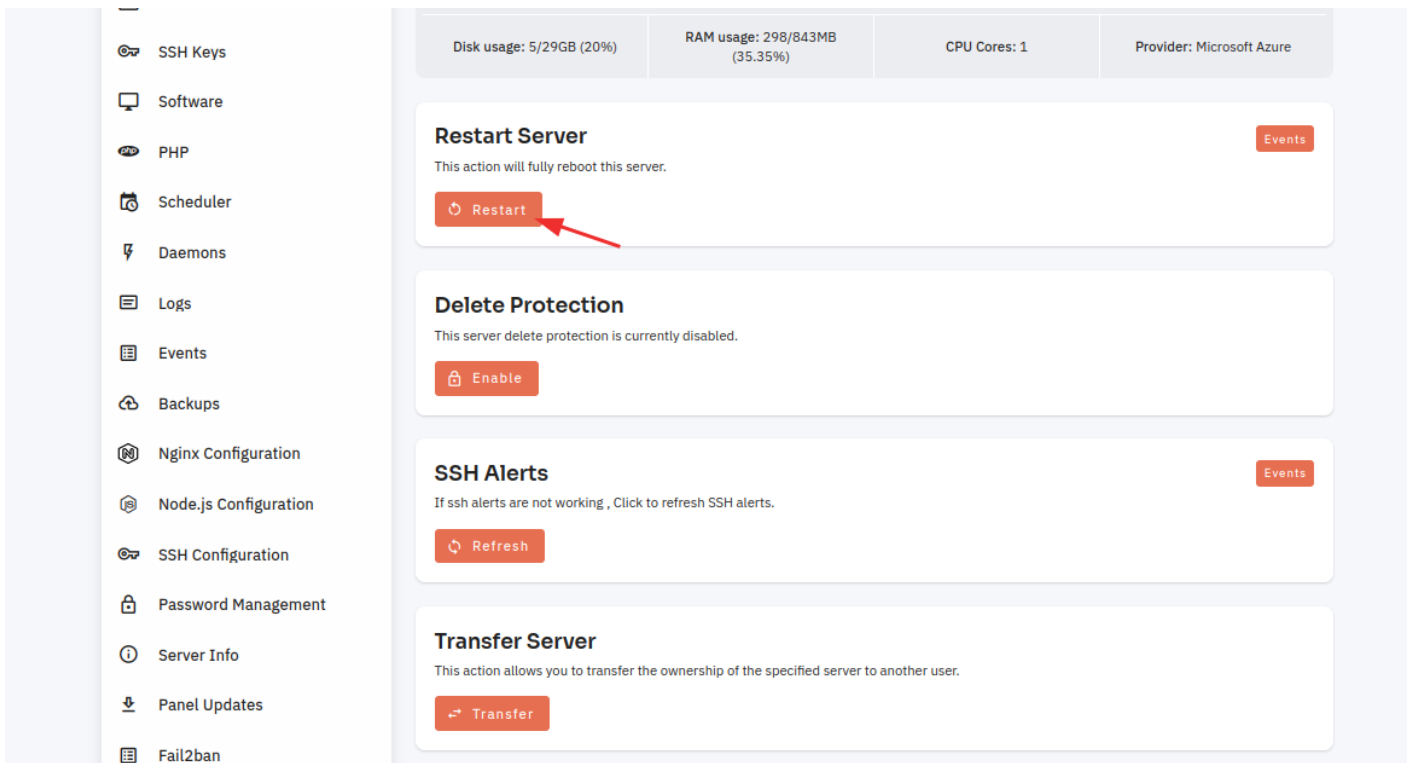 SSH Keys
Software
php PHP
Scheduler
Daemons
Logs
Events
Backups
Nginx Configuration
JS Node.js Configuration
SSH Configuration
Password Management
Server Info
Panel Updates
Fail2ban
Disk usage: 5/29GB (20%)
RAM usage: 298/843MB
(35.35%)
CPU Cores: 1
Provider: Microsoft Azure
Restart Server
Events
This action will fully reboot this server.
Restart
Delete Protection
This server delete protection is currently disabled.
Enable
SSH Alerts
Events
If ssh alerts are not working , Click to refresh SSH alerts.
Refresh
Transfer Server
This action allows you to transfer the ownership of the specified server to another user.
Transfer